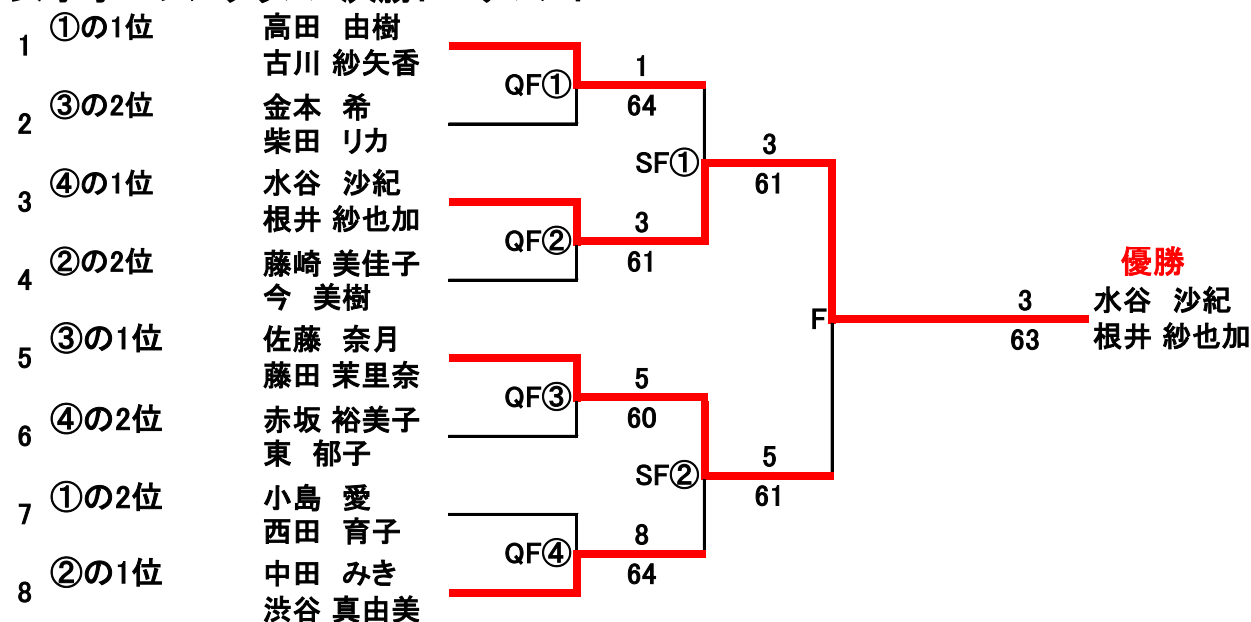 ①の1位 高田 由樹
1
古川 紗矢香
QF① 1
64
③の2位 金本 希
2
柴田 リカ
SF① 3
61
④の1位 水谷 沙紀
3
根井 紗也加
QF② 3
61
②の2位 藤崎 美佳子
4
今 美樹
優勝
F 3 水谷 沙紀
63 根井 紗也加
③の1位 佐藤 奈月
5
藤田 茉里奈
QF③ 5
60
④の2位 赤坂 裕美子
6
東 郁子
SF② 5
61
①の2位 小島 愛
7
西田 育子
QF④ 8
64
②の1位 中田 みき
8
渋谷 真由美